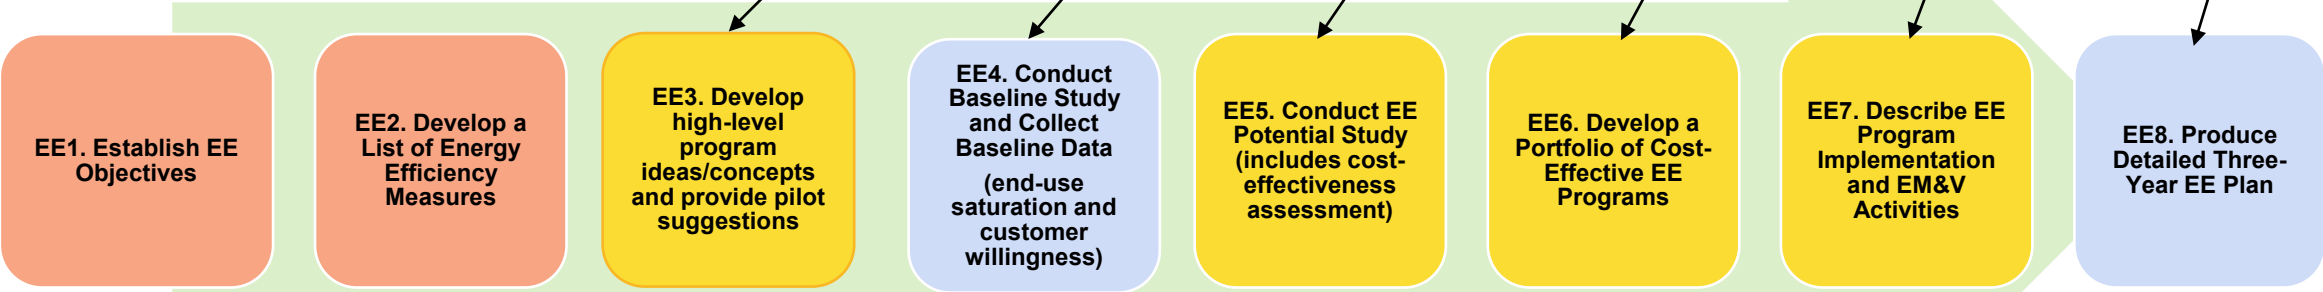 EE1. Establish EE
Objectives
EE2. Develop a
List of Energy
Efficiency
Measures
EE3. Develop
high-level
program
ideas/concepts
and provide pilot
suggestions
EE4. Conduct
Baseline Study
and Collect
Baseline Data
(end-use
saturation and
customer
willingness)
EE5. Conduct EE
Potential Study
(includes cost-
effectiveness
assessment)
EE6. Develop a
Portfolio of Cost-
Effective EE
Programs
EE7. Describe EE
Program
Implementation
and EM&V
Activities
EE8. Produce
Detailed Three-
Year EE Plan